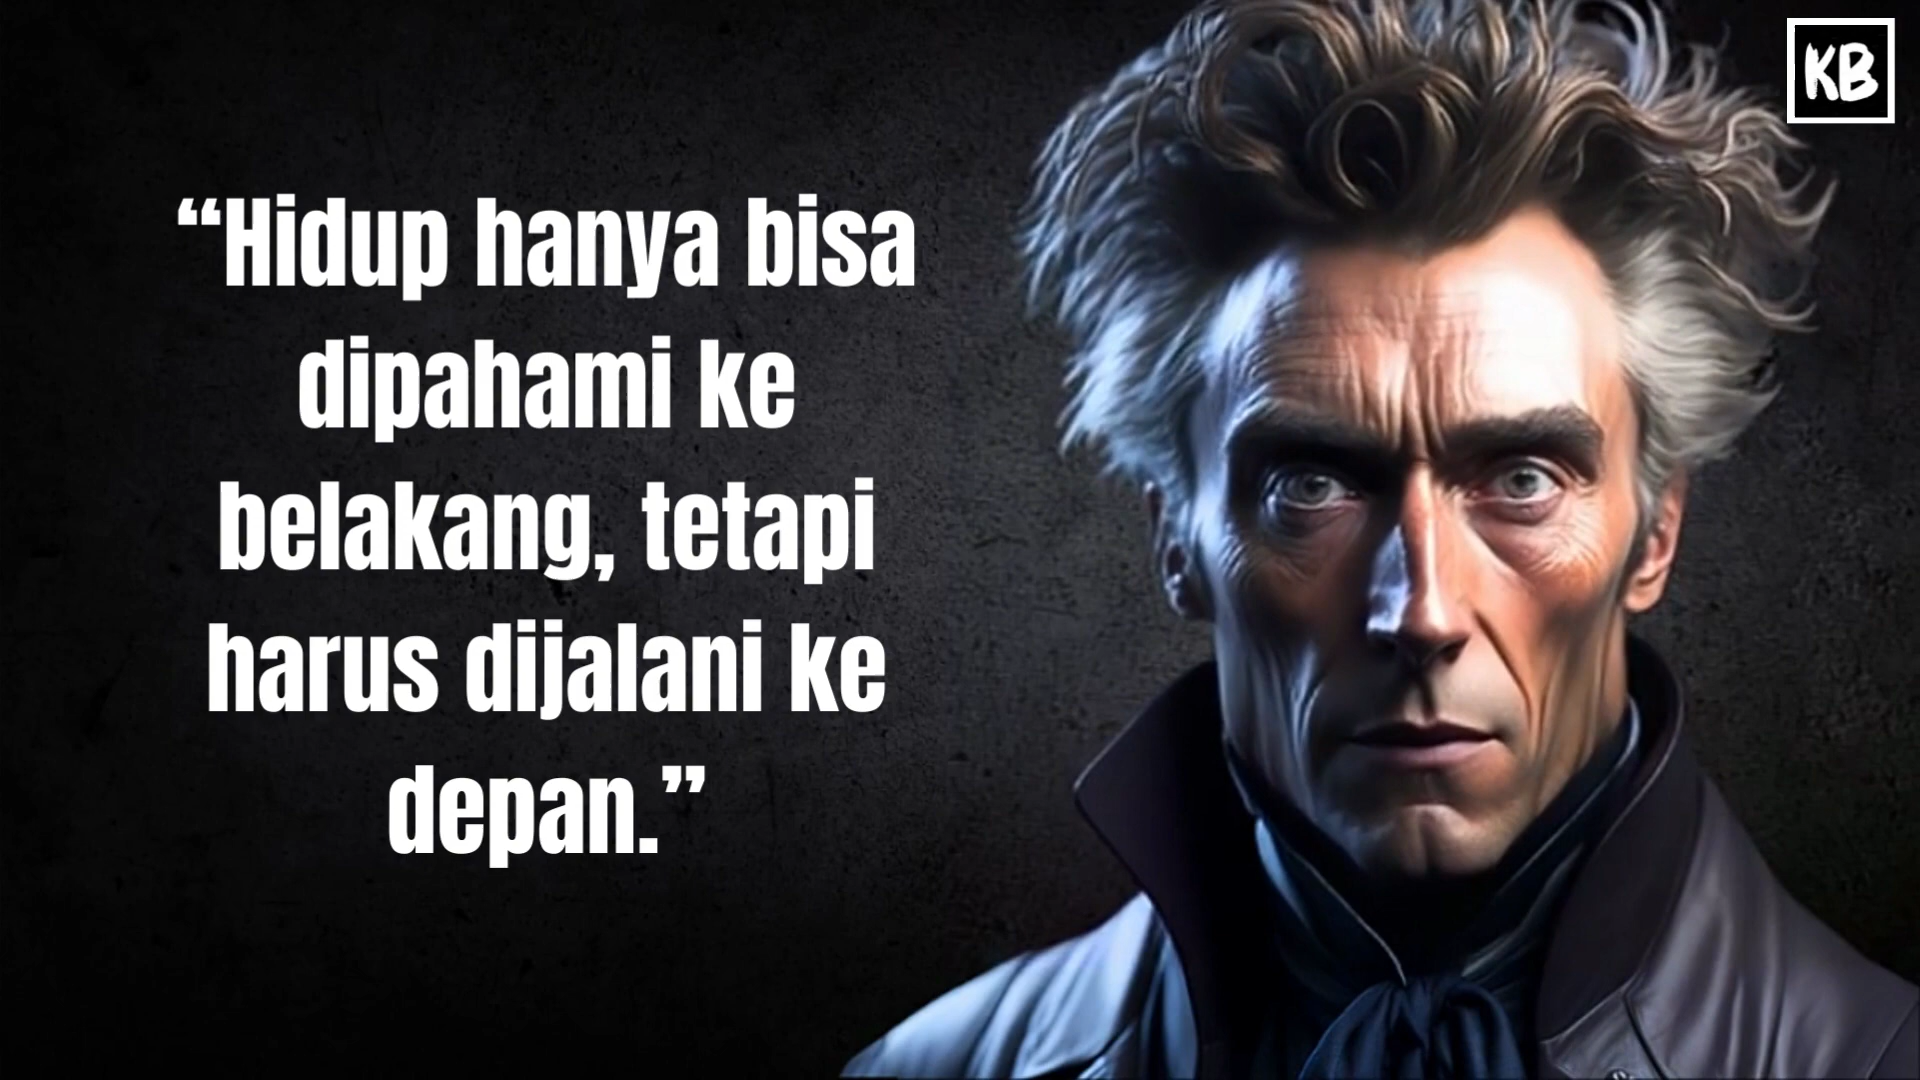 KB
“Hidup hanya bisa
dipahami ke
belakang, tetapi
harus dijalani ke
depan.”